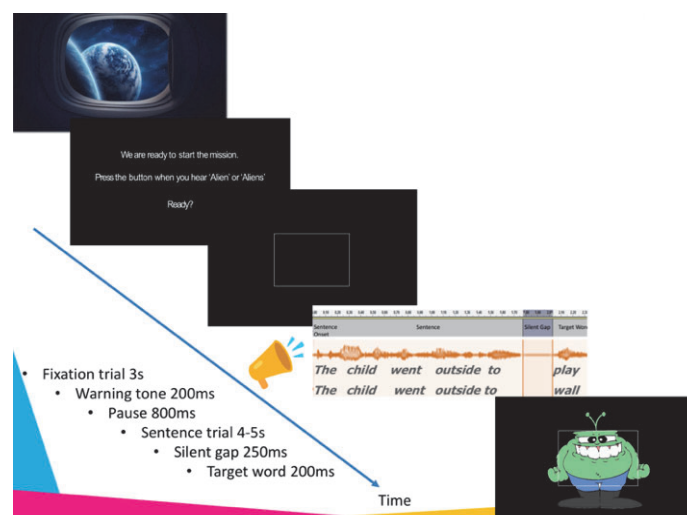 We are ready to start the mission.
Press the button when you hear 'Alien' or 'Aliens'
Ready?
Sentence Onset
Sentence
Silent Gap
Target Wor
The child went outside to play
The child went outside to wall
• Fixation trial 3s
• Warning tone 200ms
• Pause 800ms
• Sentence trial 4-5s
• Silent gap 250ms
• Target word 200ms
Time